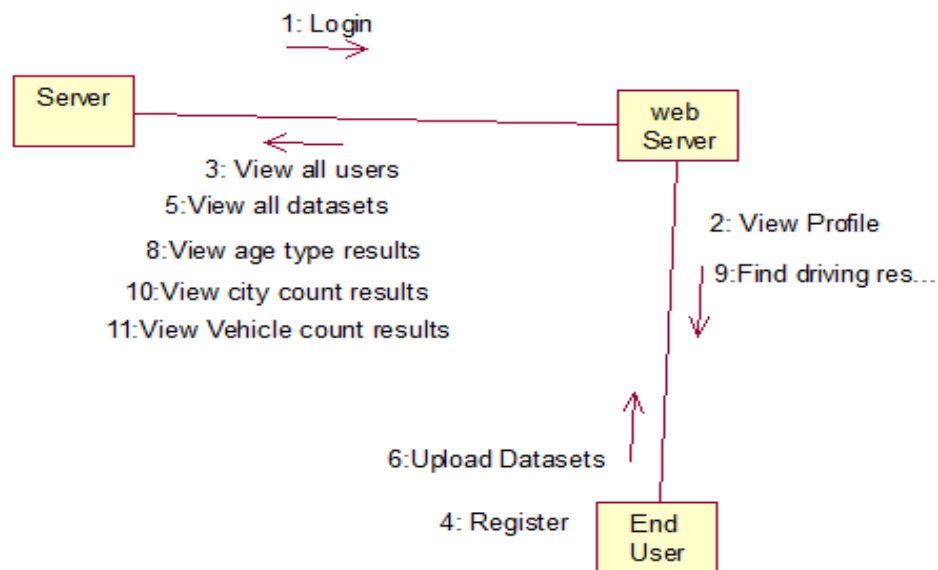 1: Login
Server
web
Server
3: View all users
5:View all datasets
8:View age type results
10:View city count results
11:View Vehicle count results
2: View Profile
9:Find driving res...
6:Upload Datasets
4: Register
End
User